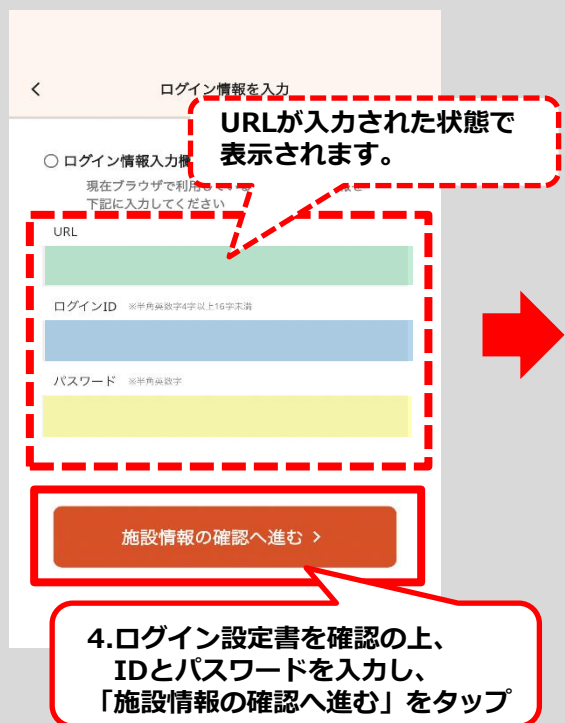 ログイン情報を入力
URLが入力された状態で
表示されます。
○ ログイン情報入力
現在ブラウザで利用
下記に入力してください
URL
ログインID ※半角英数字4字以上16字未満
パスワード ※半角英数字
施設情報の確認へ進む >
4.ログイン設定書を確認の上、
IDとパスワードを入力し、
「施設情報の確認へ進む」をタップ